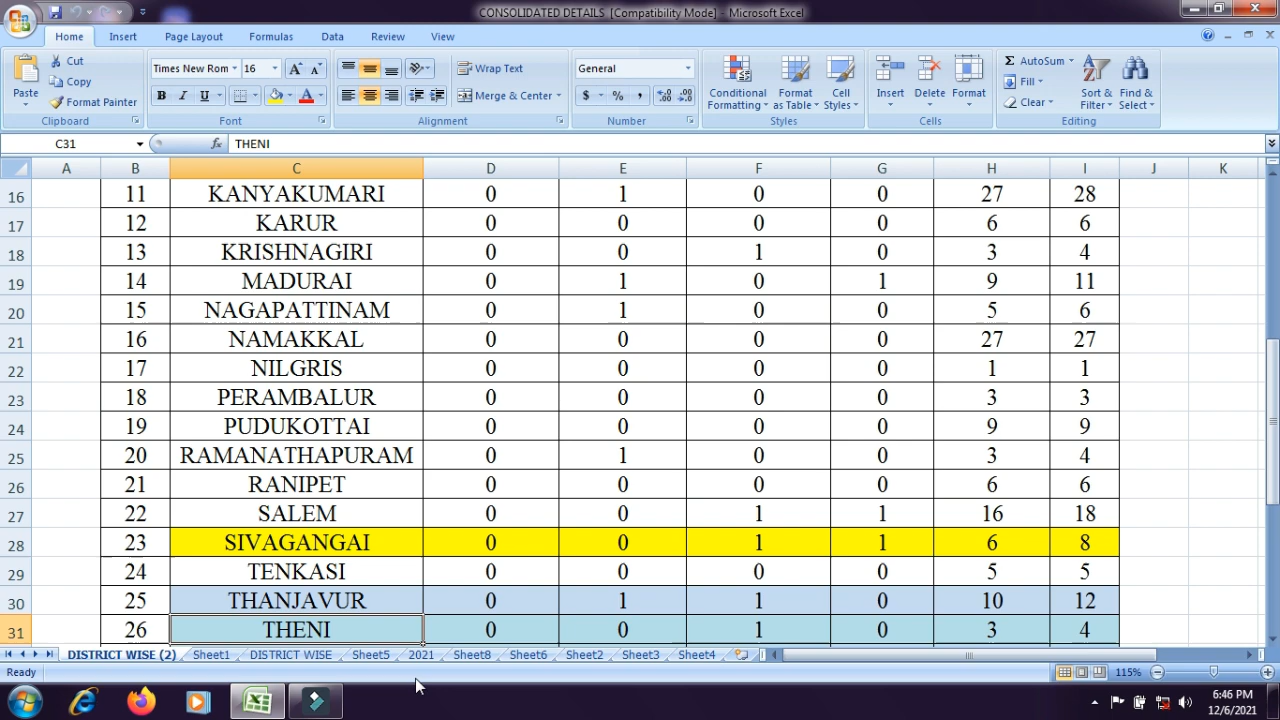 CONSOLIDATED DETAILS [Compatibility Mode] - Microsoft Excel
Home Insert Page Layout Formulas Data Review View
Paste Cut Copy Format Painter Clipboard
Times New Rom 16 B I U Font
Wrap Text Merge & Center Alignment
General $ % , Number
Conditional Formatting Format as Table Cell Styles Styles
Insert Delete Format Cells
Σ AutoSum Fill Clear Sort & Filter Find & Select Editing
C31 fx THENI
A B C D E F G H I J K
16 11 KANYAKUMARI 0 1 0 0 27 28
17 12 KARUR 0 0 0 0 6 6
18 13 KRISHNAGIRI 0 0 1 0 3 4
19 14 MADURAI 0 1 0 1 9 11
20 15 NAGAPATTINAM 0 1 0 0 5 6
21 16 NAMAKKAL 0 0 0 0 27 27
22 17 NILGRIS 0 0 0 0 1 1
23 18 PERAMBALUR 0 0 0 0 3 3
24 19 PUDUKOTTAI 0 0 0 0 9 9
25 20 RAMANATHAPURAM 0 1 0 0 3 4
26 21 RANIPET 0 0 0 0 6 6
27 22 SALEM 0 0 1 1 16 18
28 23 SIVAGANGAI 0 0 1 1 6 8
29 24 TENKASI 0 0 0 0 5 5
30 25 THANJAVUR 0 1 1 0 10 12
31 26 THENI 0 0 1 0 3 4
DISTRICT WISE (2) Sheet1 DISTRICT WISE Sheet5 2021 Sheet8 Sheet6 Sheet2 Sheet3 Sheet4
Ready 115%
6:46 PM
12/6/2021